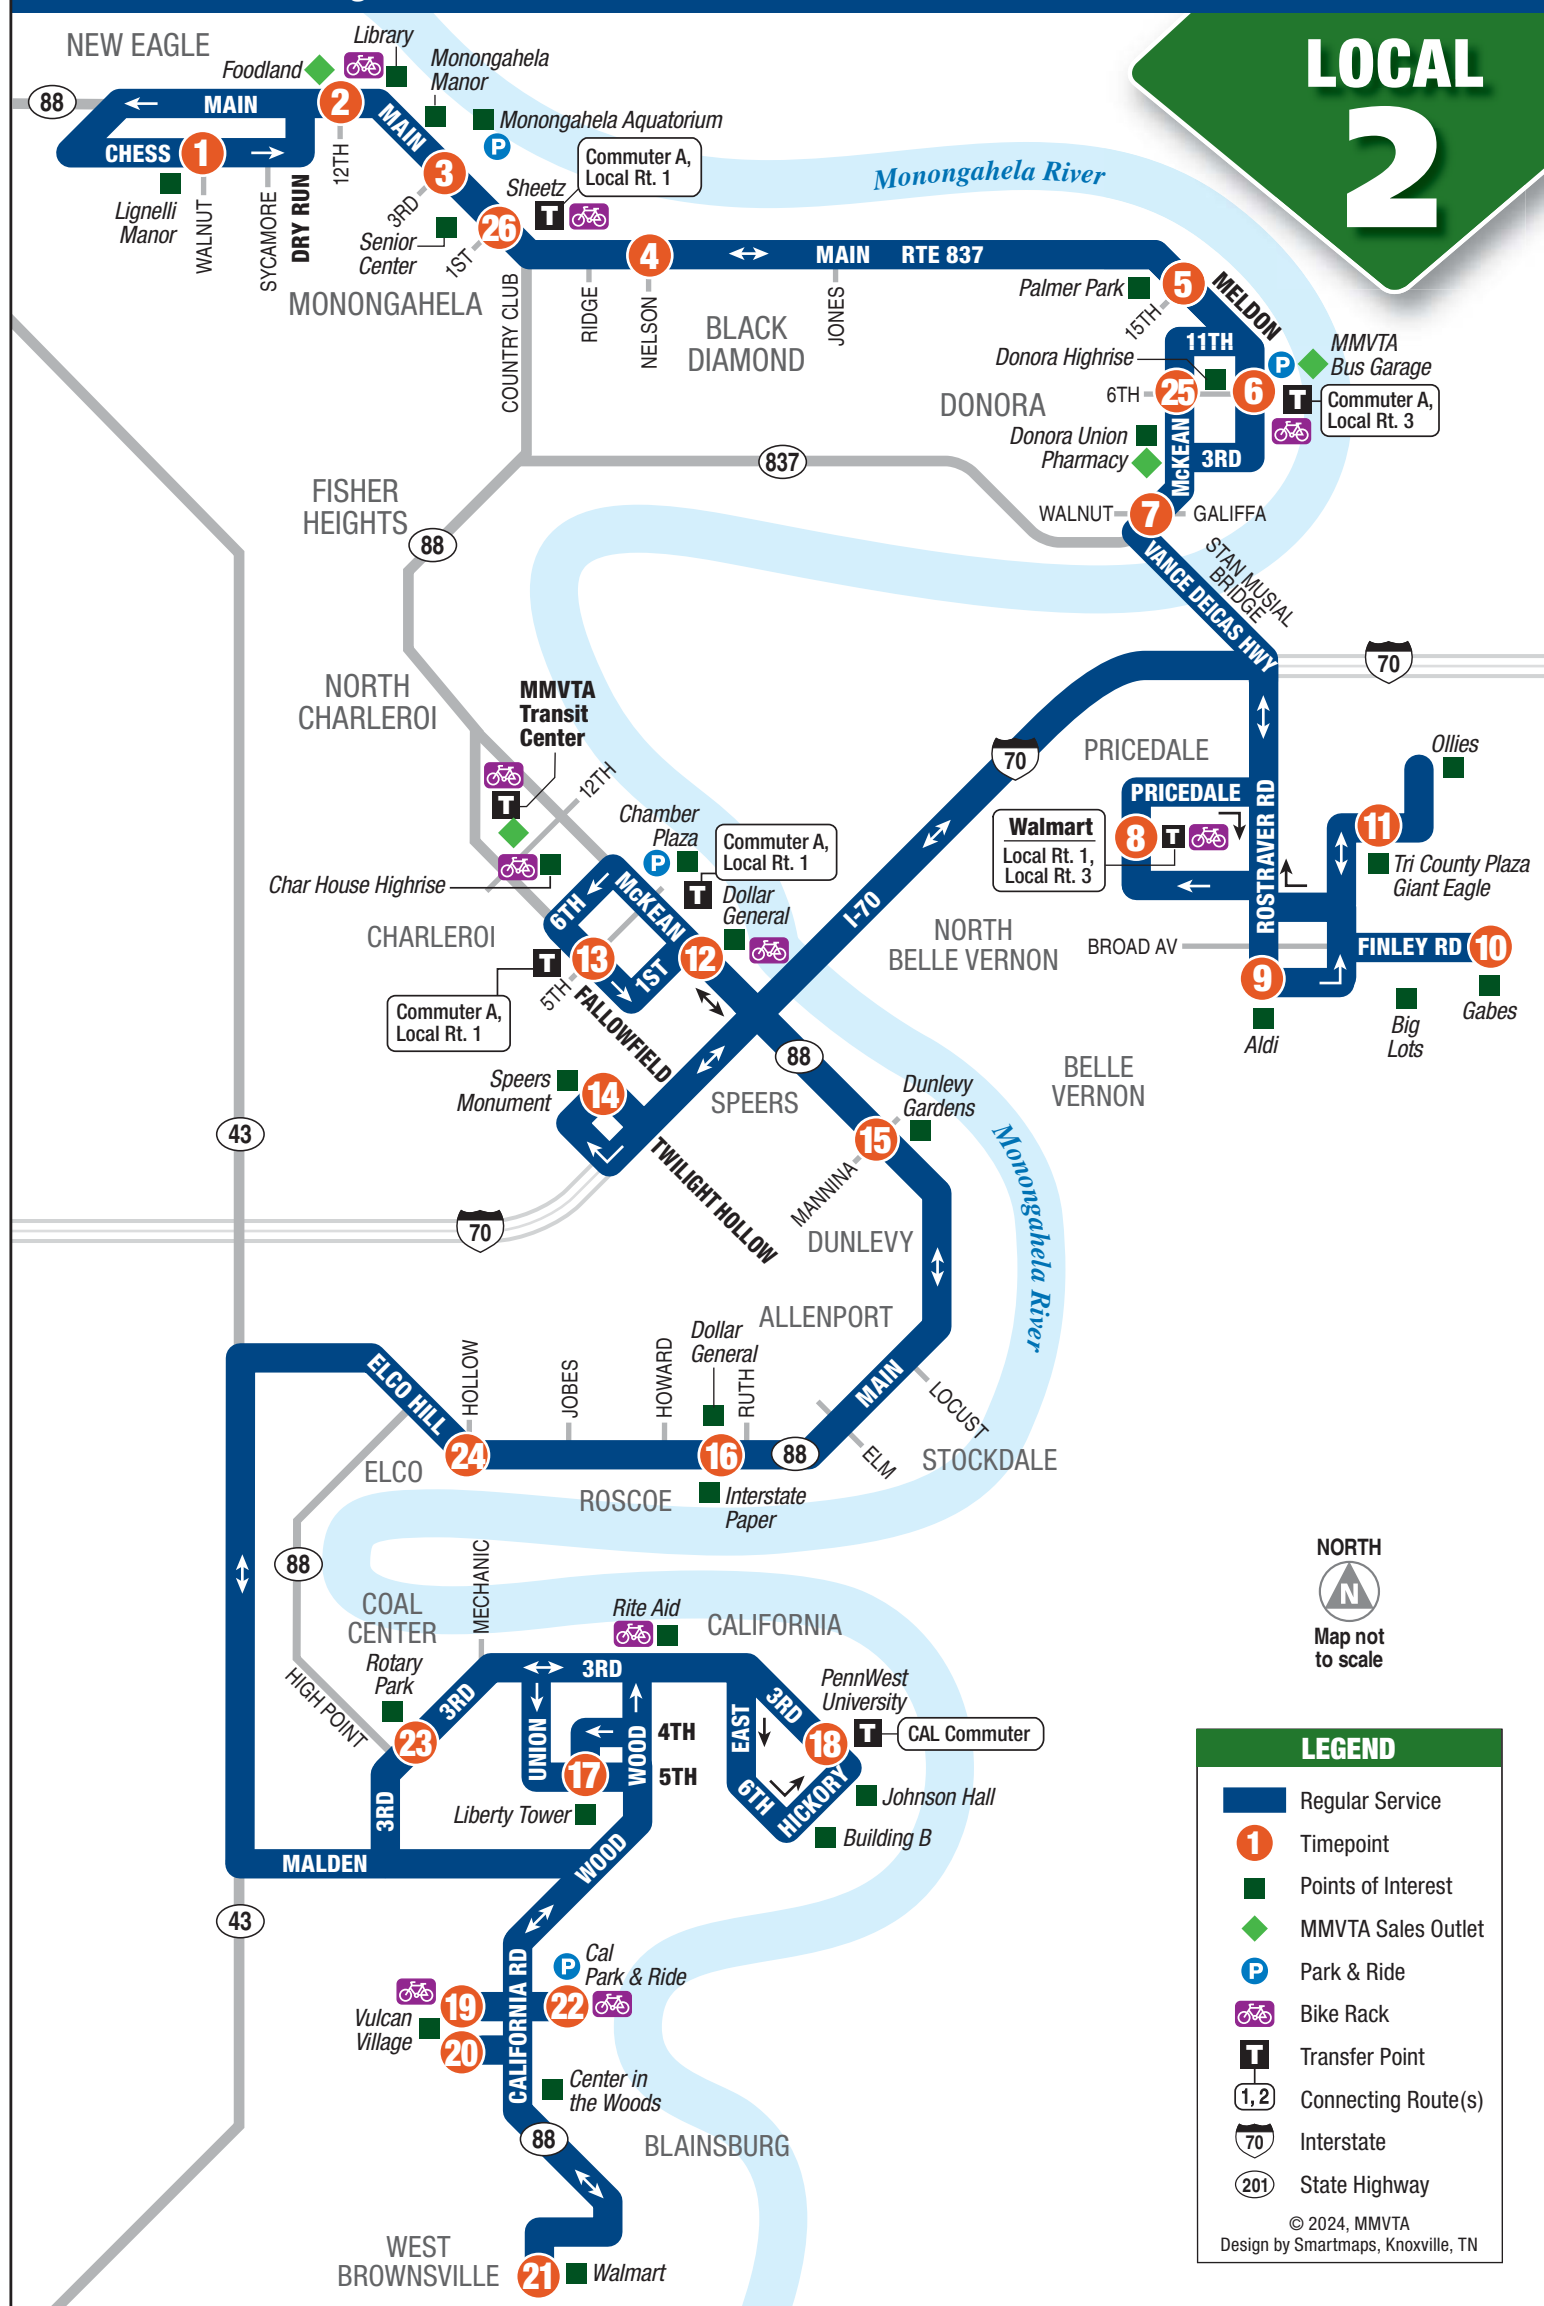 LOCAL
2
NEW EAGLE
Foodland
Library
Monongahela
Manor
Monongahela Aquatorium
P
88
MAIN
2
MAIN
CHESS
1
3
12TH
3RD
Lignelli
Manor
WALNUT
SYCAMORE
DRY RUN
Senior
Center
1ST
26
Sheetz
T
Commuter A,
Local Rt. 1
MONONGAHELA
COUNTRY CLUB
4
MAIN
RTE 837
RIDGE
NELSON
BLACK
DIAMOND
JONES
Monongahela River
Palmer Park
5
15TH
MELDON
11TH
Donora Highrise
6TH
25
6
P
MMVTA
Bus Garage
T
Commuter A,
Local Rt. 3
DONORA
Donora Union
Pharmacy
McKEAN
3RD
837
WALNUT
7
GALIFFA
VANCE DEICAS HWY
STAN MUSIAL
BRIDGE
FISHER
HEIGHTS
88
70
NORTH
CHARLEROI
MMVTA
Transit
Center
T
12TH
Chamber
Plaza
P
Commuter A,
Local Rt. 1
T
Dollar
General
Char House Highrise
McKEAN
6TH
CHARLEROI
12
13
1ST
T
5TH
FALLOWFIELD
Commuter A,
Local Rt. 1
70
I-70
PRICEDALE
PRICEDALE
Walmart
Local Rt. 1,
Local Rt. 3
8
T
ROSTRAVER RD
Ollies
11
Tri County Plaza
Giant Eagle
NORTH
BELLE VERNON
BROAD AV
FINLEY RD
10
9
Gabes
Big
Lots
Aldi
BELLE
VERNON
88
SPEERS
Speers
Monument
14
TWILIGHT HOLLOW
43
70
Dunlevy
Gardens
15
MANNINA
DUNLEVY
Monongahela River
ALLENPORT
Dollar
General
MAIN
LOCUST
ELM
STOCKDALE
ELCO HILL
HOLLOW
JOBES
HOWARD
RUTH
24
16
88
ELCO
ROSCOE
Interstate
Paper
88
COAL
CENTER
MECHANIC
Rite Aid
CALIFORNIA
Rotary
Park
HIGH POINT
3RD
3RD
23
3RD
UNION
WOOD
4TH
5TH
17
Liberty Tower
EAST
3RD
6TH
HICKORY
18
PennWest
University
T
CAL Commuter
Johnson Hall
Building B
MALDEN
WOOD
43
CALIFORNIA RD
P
Cal
Park & Ride
19
22
Vulcan
Village
20
Center in
the Woods
88
BLAINSBURG
WEST
BROWNSVILLE
21
Walmart
NORTH
N
Map not
to scale
LEGEND
Regular Service
1
Timepoint
Points of Interest
MMVTA Sales Outlet
P
Park & Ride
Bike Rack
T
Transfer Point
1, 2
Connecting Route(s)
70
Interstate
201
State Highway
© 2024, MMVTA
Design by Smartmaps, Knoxville, TN